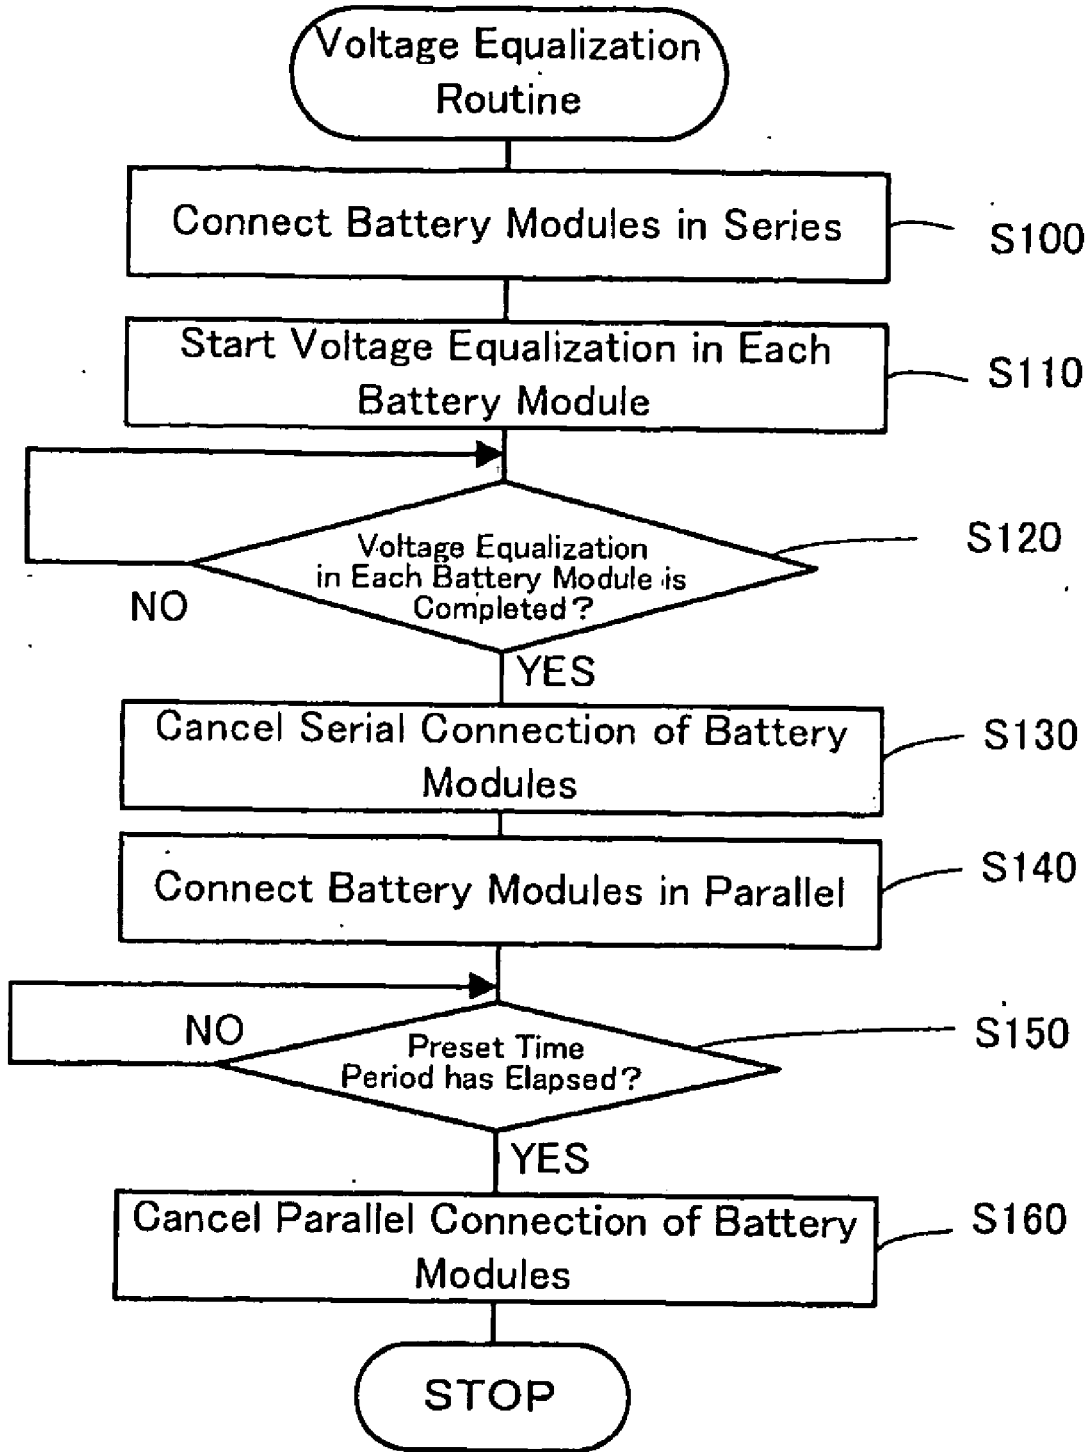 Voltage Equalization
Routine
Connect Battery Modules in Series
S100
Start Voltage Equalization in Each
Battery Module
S110
Voltage Equalization
in Each Battery Module is
Completed?
S120
NO
YES
Cancel Serial Connection of Battery
Modules
S130
Connect Battery Modules in Parallel
S140
NO
Preset Time
Period has Elapsed?
S150
YES
Cancel Parallel Connection of Battery
Modules
S160
STOP